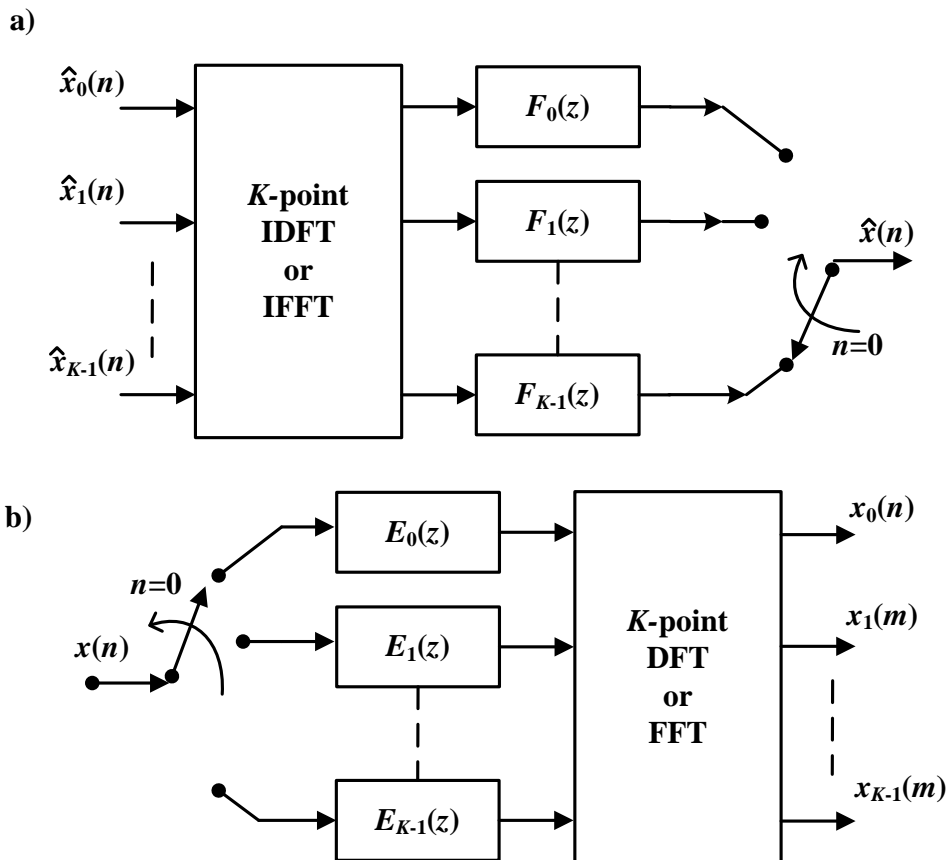 a)
x̂₀(n)
x̂₁(n)
x̂K-1(n)
K-point
IDFT
or
IFFT
F₀(z)
F₁(z)
FK-1(z)
x̂(n)
n=0
b)
n=0
x(n)
E₀(z)
E₁(z)
EK-1(z)
K-point
DFT
or
FFT
x₀(n)
x₁(m)
xK-1(m)